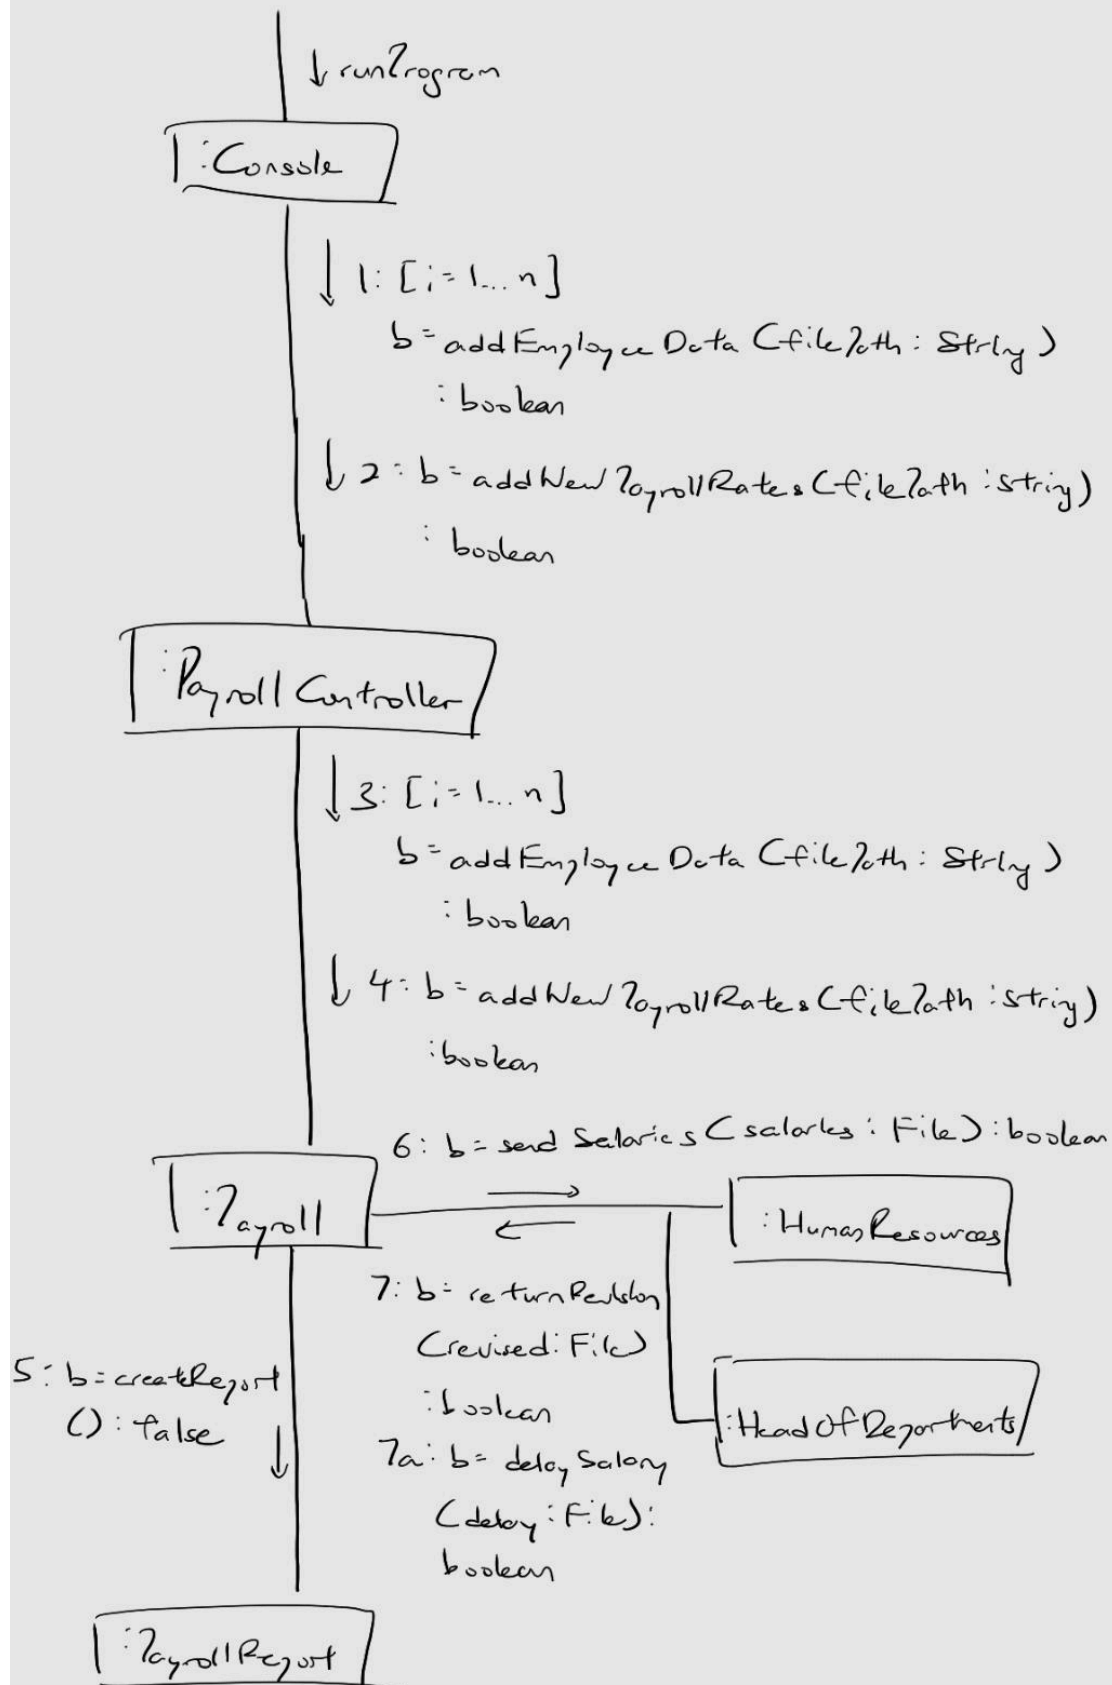 runProgram
:Console
1: [i=1...n]
b=addEmployeeData(filePath: String)
:boolean
2: b=addNewPayrollRates(filePath:string)
:boolean
:PayrollController
3: [i=1...n]
b=addEmployeeData(filePath: String)
:boolean
4: b=addNewPayrollRates(filePath:string)
:boolean
6: b=send Salaries(salaries: File):boolean
:Payroll
:HumanResources
7: b=returnRevision
(revised:File)
:boolean
5: b=createReport
(): false
:HeadOfDepartments
7a: b=delaySalary
(delay:File):
boolean
:PayrollReport